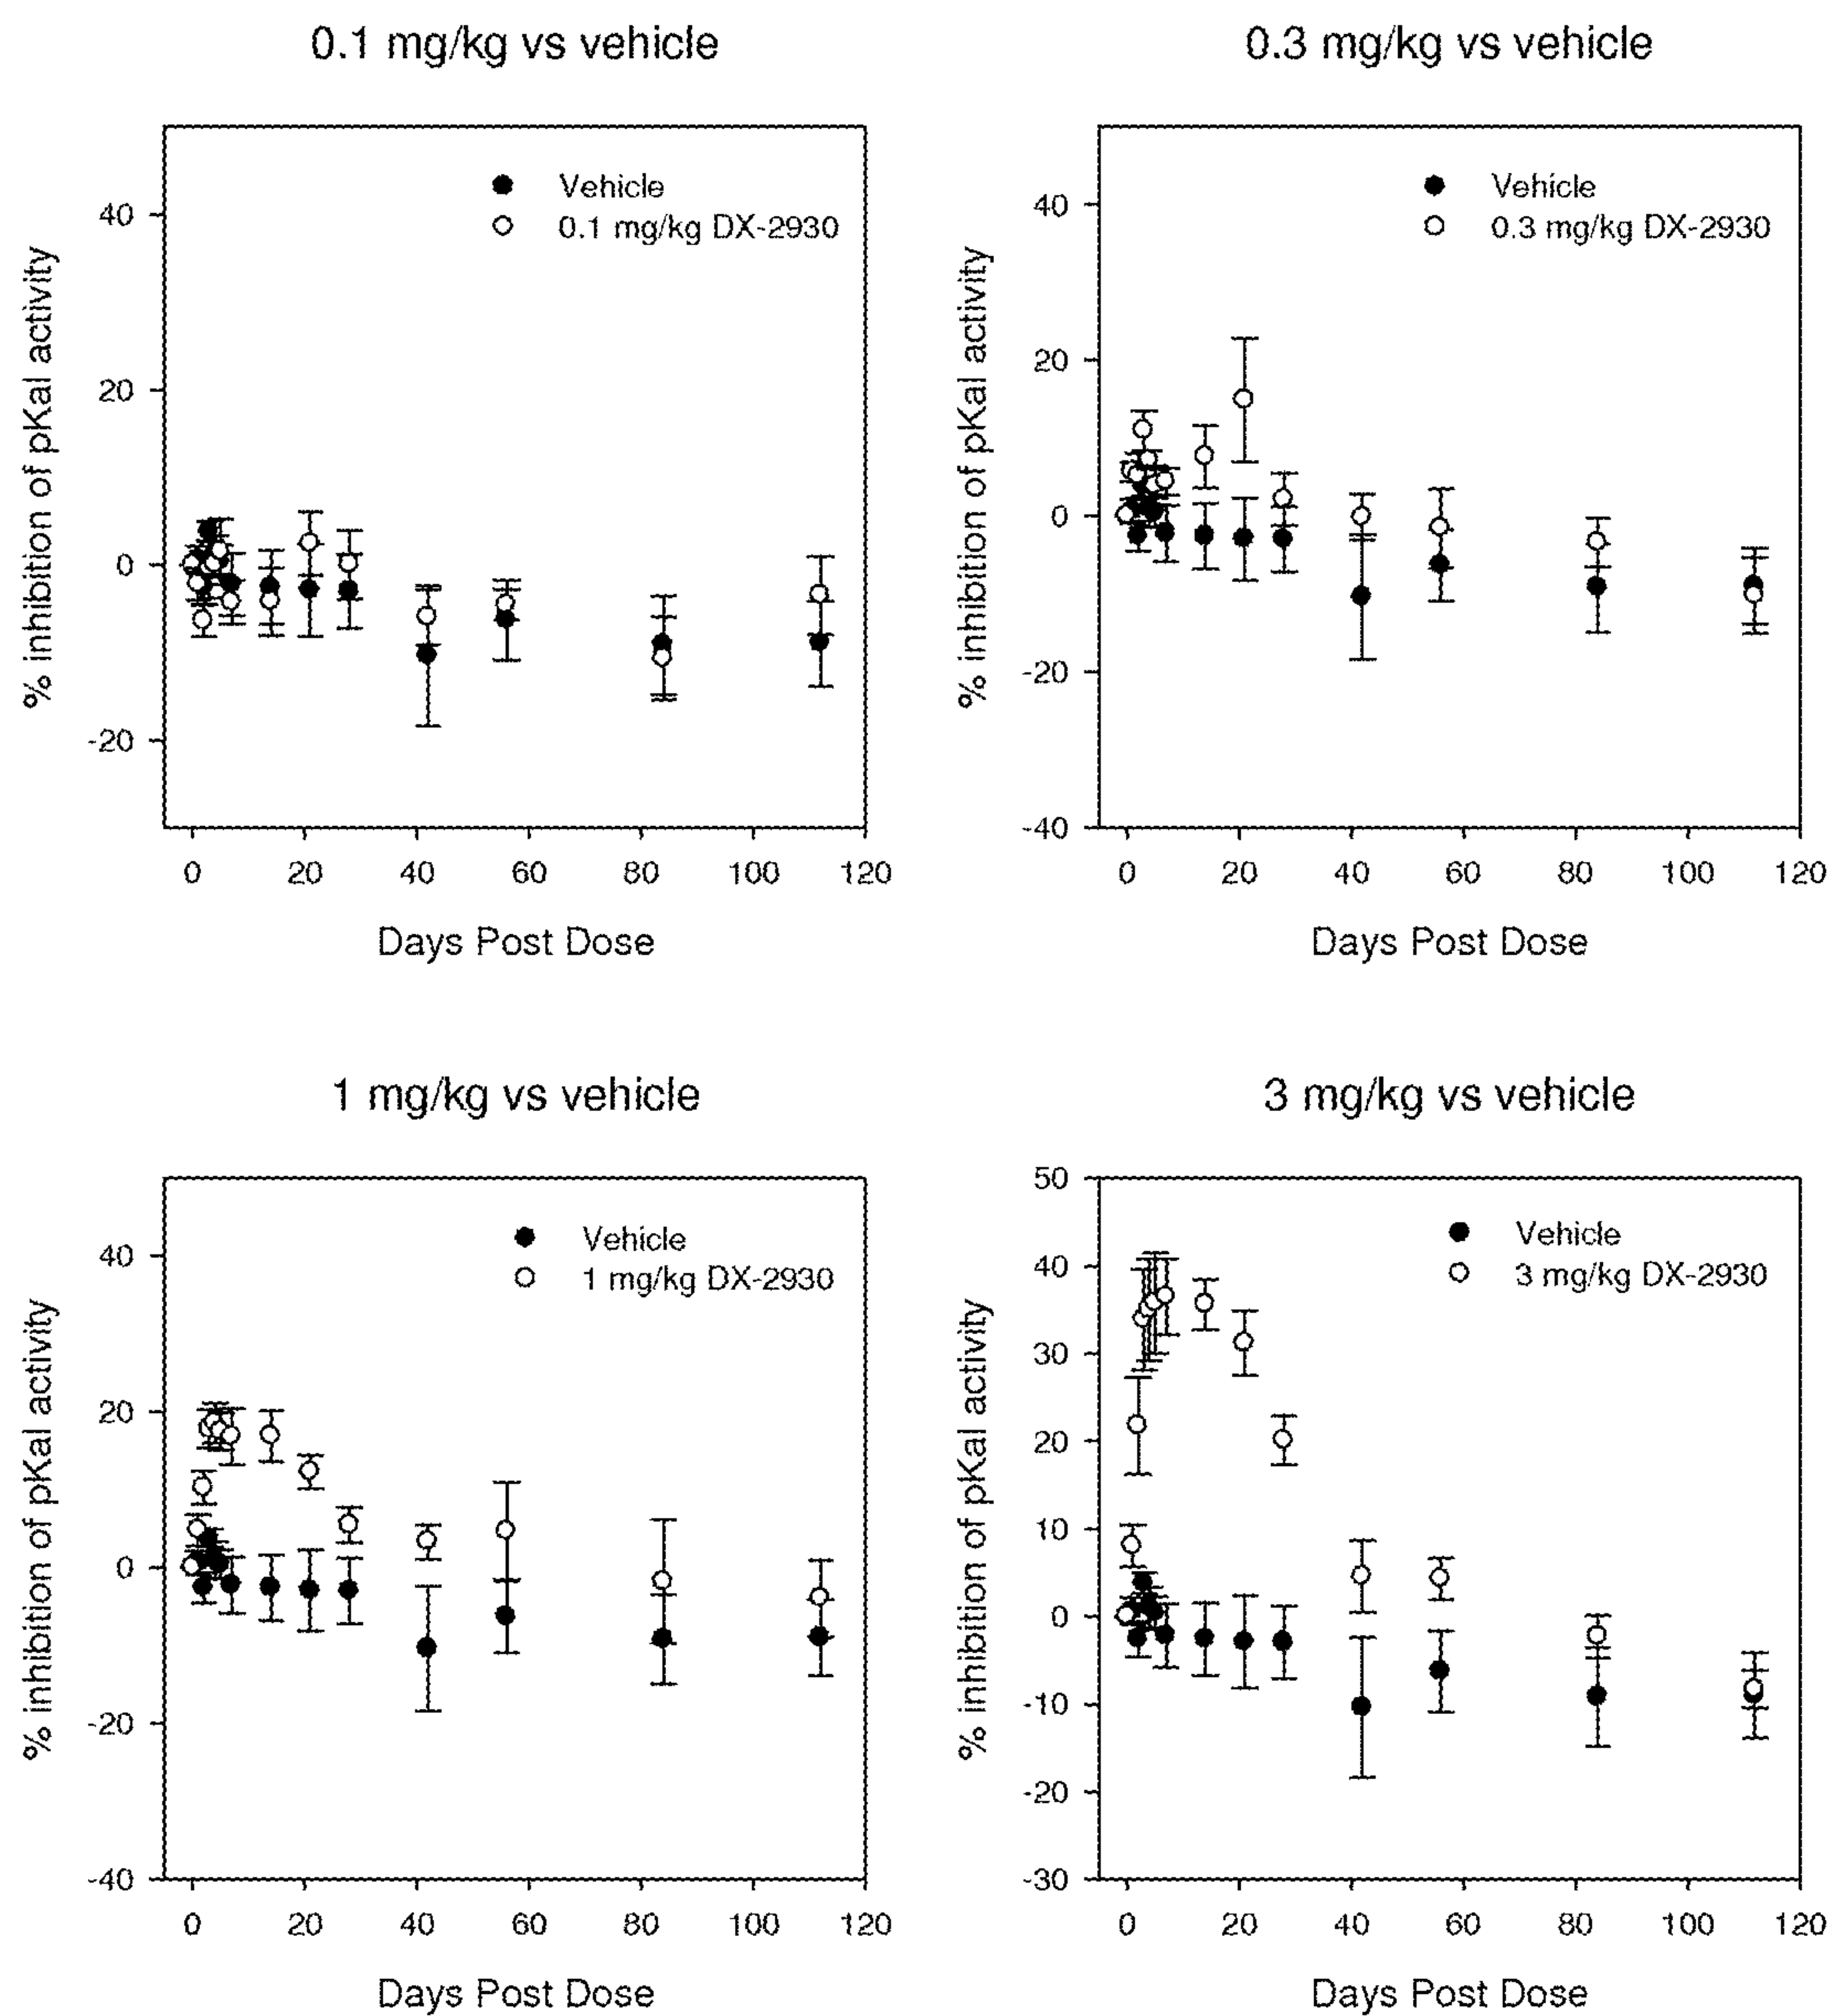 0.1 mg/kg vs vehicle
% inhibition of pKal activity
40
20
0
-20
Vehicle
0.1 mg/kg DX-2930
0 20 40 60 80 100 120
Days Post Dose
0.3 mg/kg vs vehicle
% inhibition of pKal activity
40
20
0
-20
-40
Vehicle
0.3 mg/kg DX-2930
0 20 40 60 80 100 120
Days Post Dose
1 mg/kg vs vehicle
% inhibition of pKal activity
40
20
0
-20
-40
Vehicle
1 mg/kg DX-2930
0 20 40 60 80 100 120
Days Post Dose
3 mg/kg vs vehicle
% inhibition of pKal activity
50
40
30
20
10
0
-10
-20
-30
Vehicle
3 mg/kg DX-2930
0 20 40 60 80 100 120
Days Post Dose